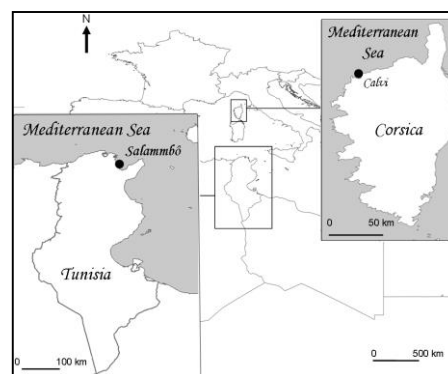 N
Mediterranean
Sea
Calvi
Corsica
0 50 km
Mediterranean Sea
Salammbô
Tunisia
0 100 km
0 500 km